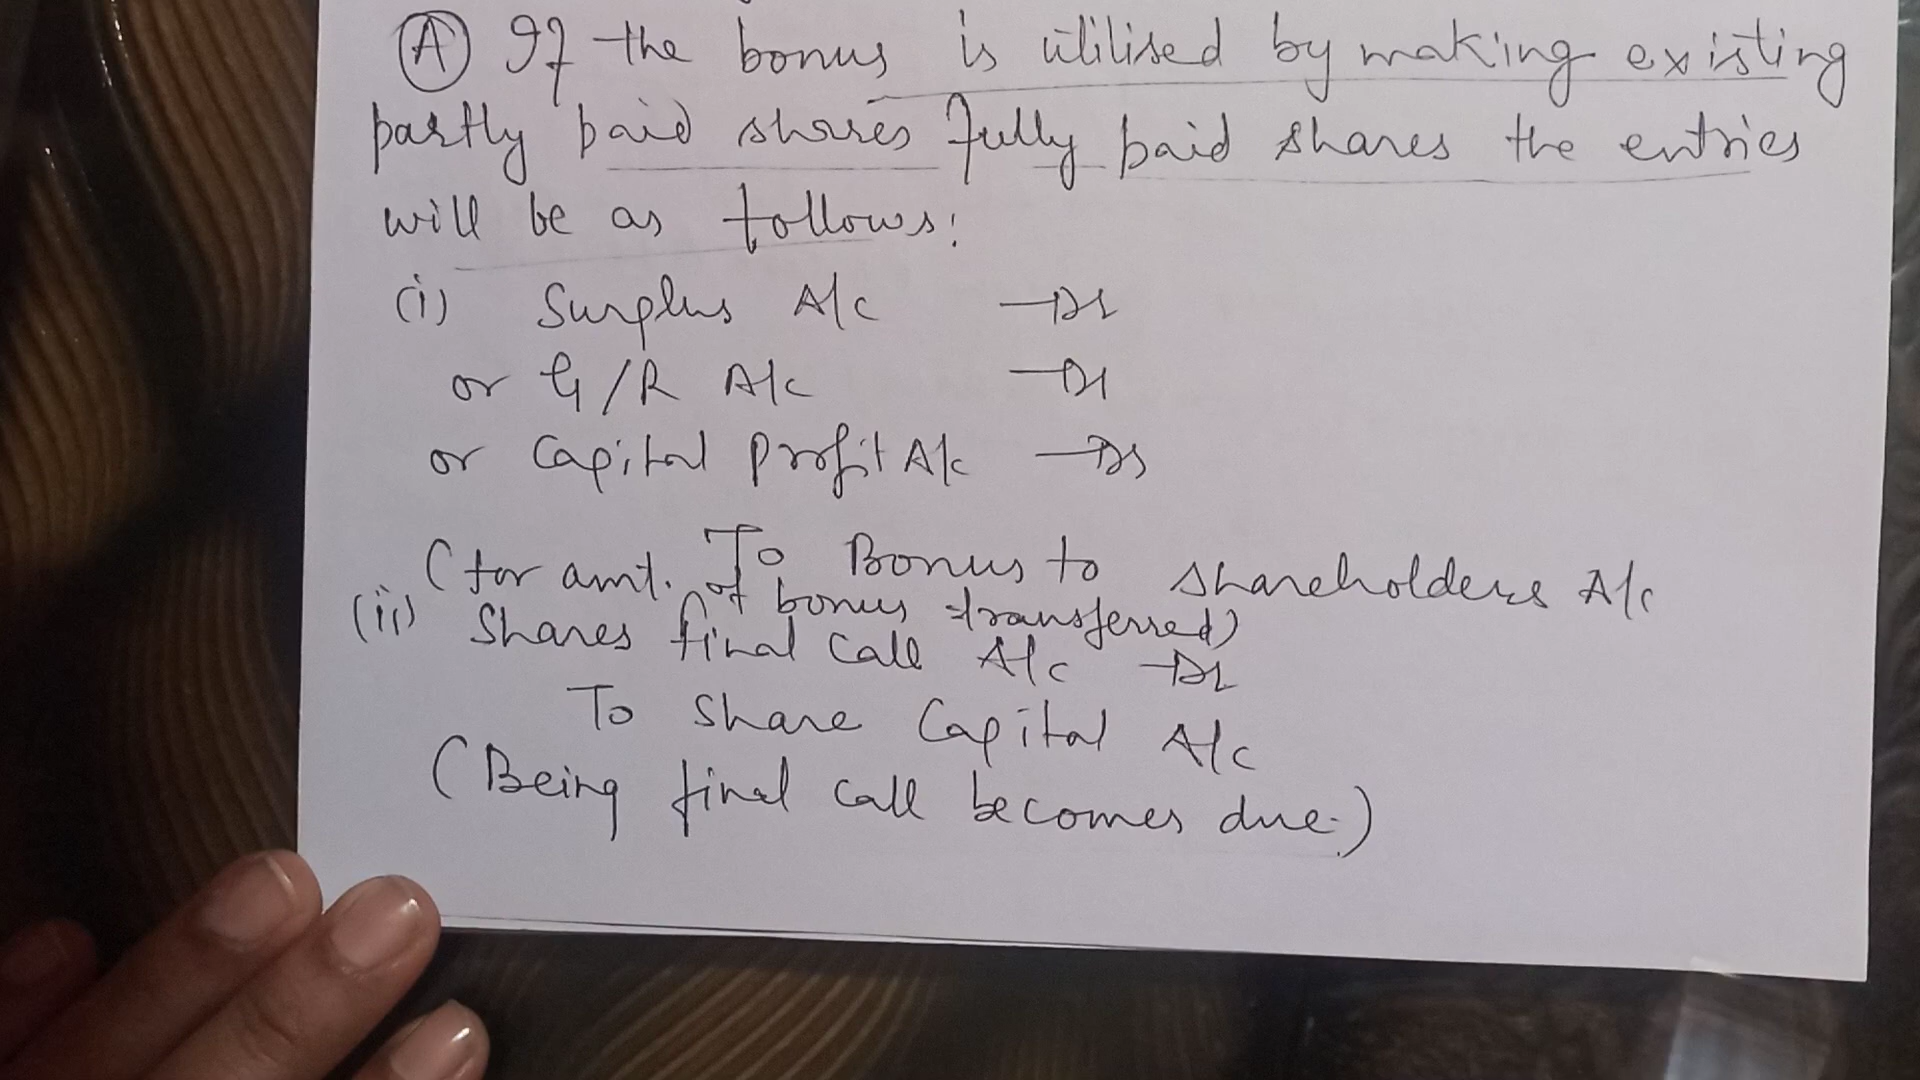 (A) If the bonus is utilised by making existing
partly paid shares fully paid shares the entries
will be as follows:
(i) Surplus A/c — Dr
or G/R A/c — Dr
or Capital Profit A/c — Dr
To Bonus to Shareholders A/c
(for amt. of bonus transferred)
(ii) Shares final Call A/c — Dr
To Share Capital A/c
(Being final call becomes due.)